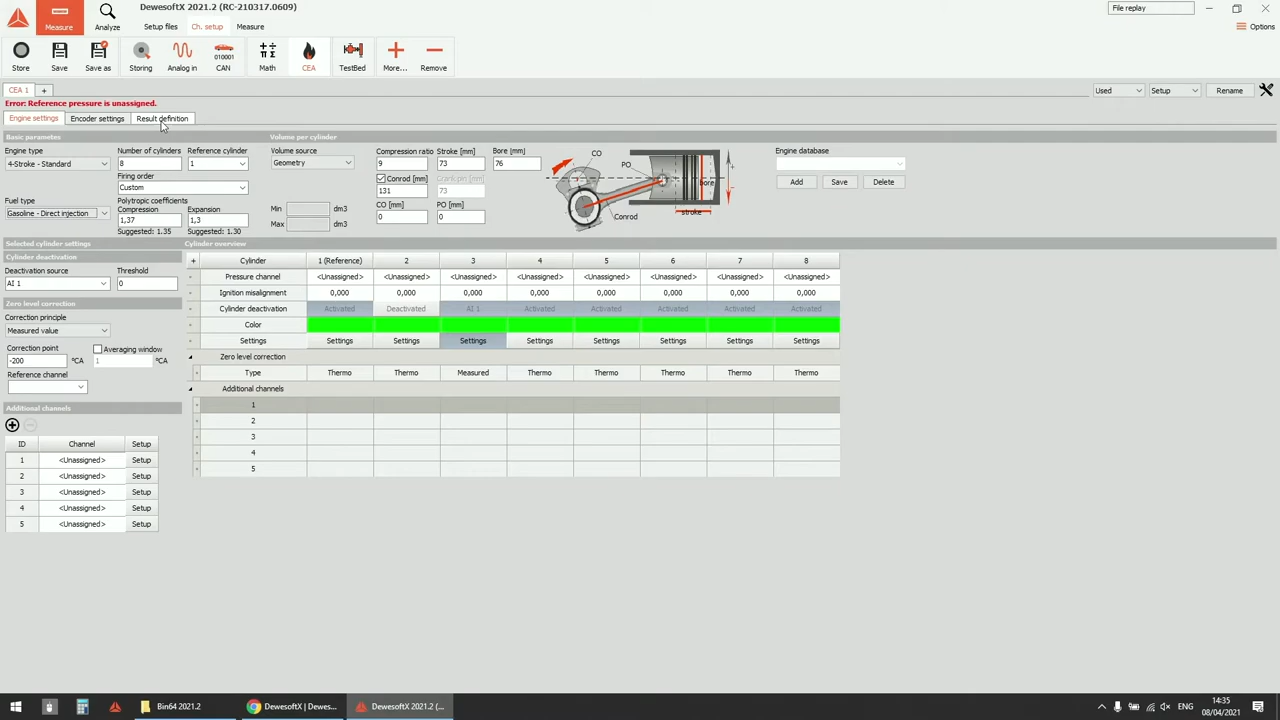 DewesoftX 2021.2 (RC-210317.0609)
File replay
Measure
Analyze
Setup files
Ch. setup
Measure
Options
Store
Save
Save as
Storing
Analog in
010001
CAN
Math
CEA
TestBed
More...
Remove
CEA 1
+
Used
Setup
Rename
Error: Reference pressure is unassigned.
Engine settings
Encoder settings
Result definition
Basic parameters
Volume per cylinder
Engine type
Number of cylinders
Reference cylinder
Volume source
Compression ratio
Stroke [mm]
Bore [mm]
Engine database
4-Stroke - Standard
8
1
Geometry
9
73
76
CO
PO
bore
stroke
Conrod
Firing order
Custom
Conrod [mm]
Crank pin [mm]
131
73
Add
Save
Delete
Fuel type
Gasoline - Direct injection
Polytropic coefficients
Compression
Expansion
1,37
1,3
Suggested: 1.35
Suggested: 1.30
Min
dm3
Max
dm3
CO [mm]
PO [mm]
0
0
Selected cylinder settings
Cylinder overview
Cylinder deactivation
Deactivation source
Threshold
AI 1
0
Zero level correction
Correction principle
Measured value
Correction point
Averaging window
-200
°CA
1
°CA
Reference channel
Additional channels
ID Channel Setup
1 <Unassigned> Setup
2 <Unassigned> Setup
3 <Unassigned> Setup
4 <Unassigned> Setup
5 <Unassigned> Setup
+ Cylinder 1 (Reference) 2 3 4 5 6 7 8
Pressure channel <Unassigned> <Unassigned> <Unassigned> <Unassigned> <Unassigned> <Unassigned> <Unassigned> <Unassigned>
Ignition misalignment 0,000 0,000 0,000 0,000 0,000 0,000 0,000 0,000
Cylinder deactivation Activated Deactivated AI 1 Activated Activated Activated Activated Activated
Color
Settings Settings Settings Settings Settings Settings Settings Settings Settings
Zero level correction
Type Thermo Thermo Measured Thermo Thermo Thermo Thermo Thermo
Additional channels
1
2
3
4
5
Bin64 2021.2
DewesoftX | Dewes...
DewesoftX 2021.2 (...
ENG
14:35
08/04/2021